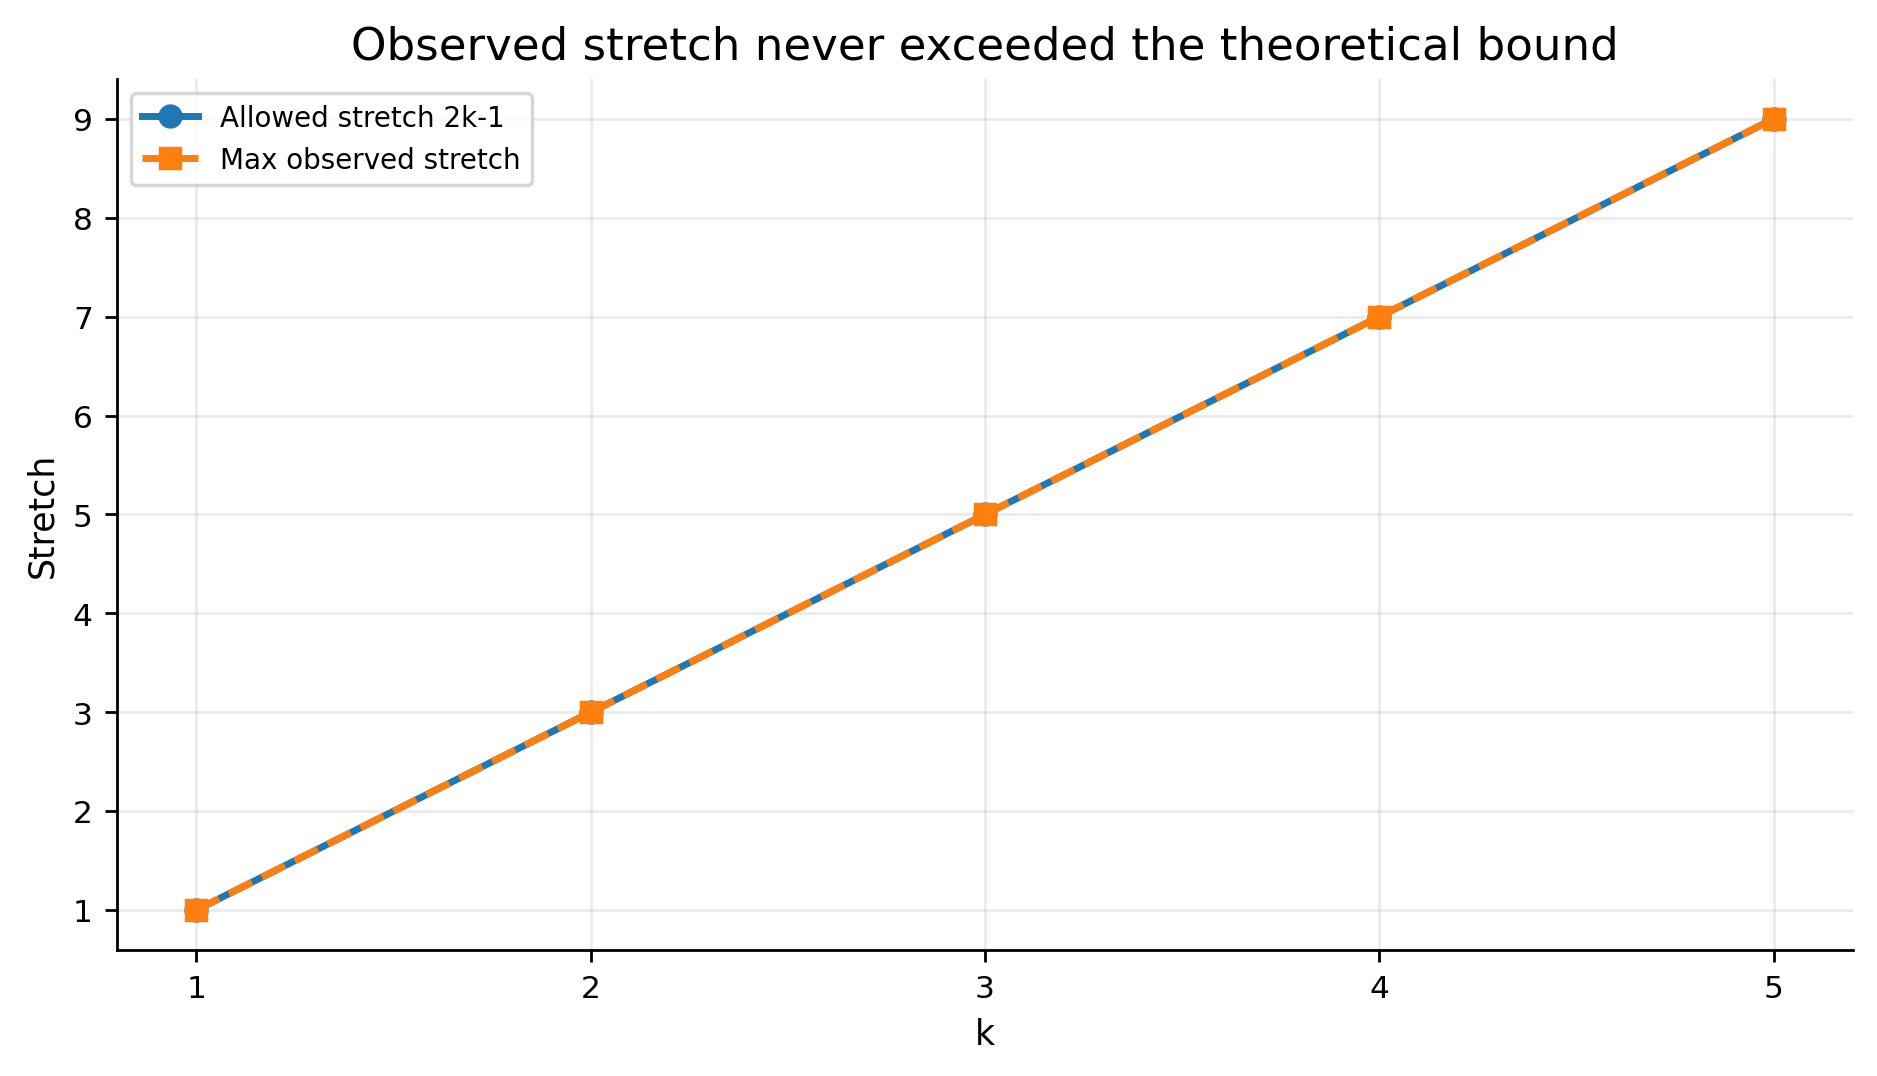 Observed stretch never exceeded the theoretical bound
Allowed stretch 2k-1
Max observed stretch
9
8
7
6
5
4
3
2
1
Stretch
1 2 3 4 5
k